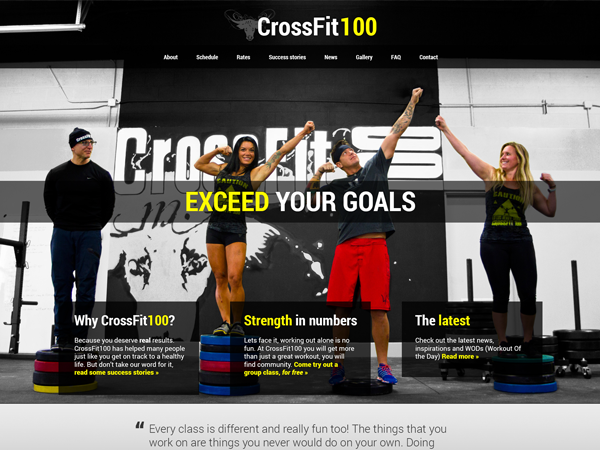 CrossFit100
About Schedule Rates Success stories News Gallery FAQ Contact
CrossFit 100
CAUTION
CAUTION
EXCEED YOUR GOALS
Why CrossFit100?
Because you deserve real results.
CrossFit100 has helped many people
just like you get on track to a healthy
life. But don't take our word for it,
read some success stories »
Strength in numbers
Lets face it, working out alone is no
fun. At CrossFit100 you will get more
than just a great workout, you will
find community. Come try out a
group class, for free »
The latest
Check out the latest news,
inspirations and WODs (Workout Of
the Day) Read more »
“ Every class is different and really fun too! The things that you
work on are things you never would do on your own. Doing